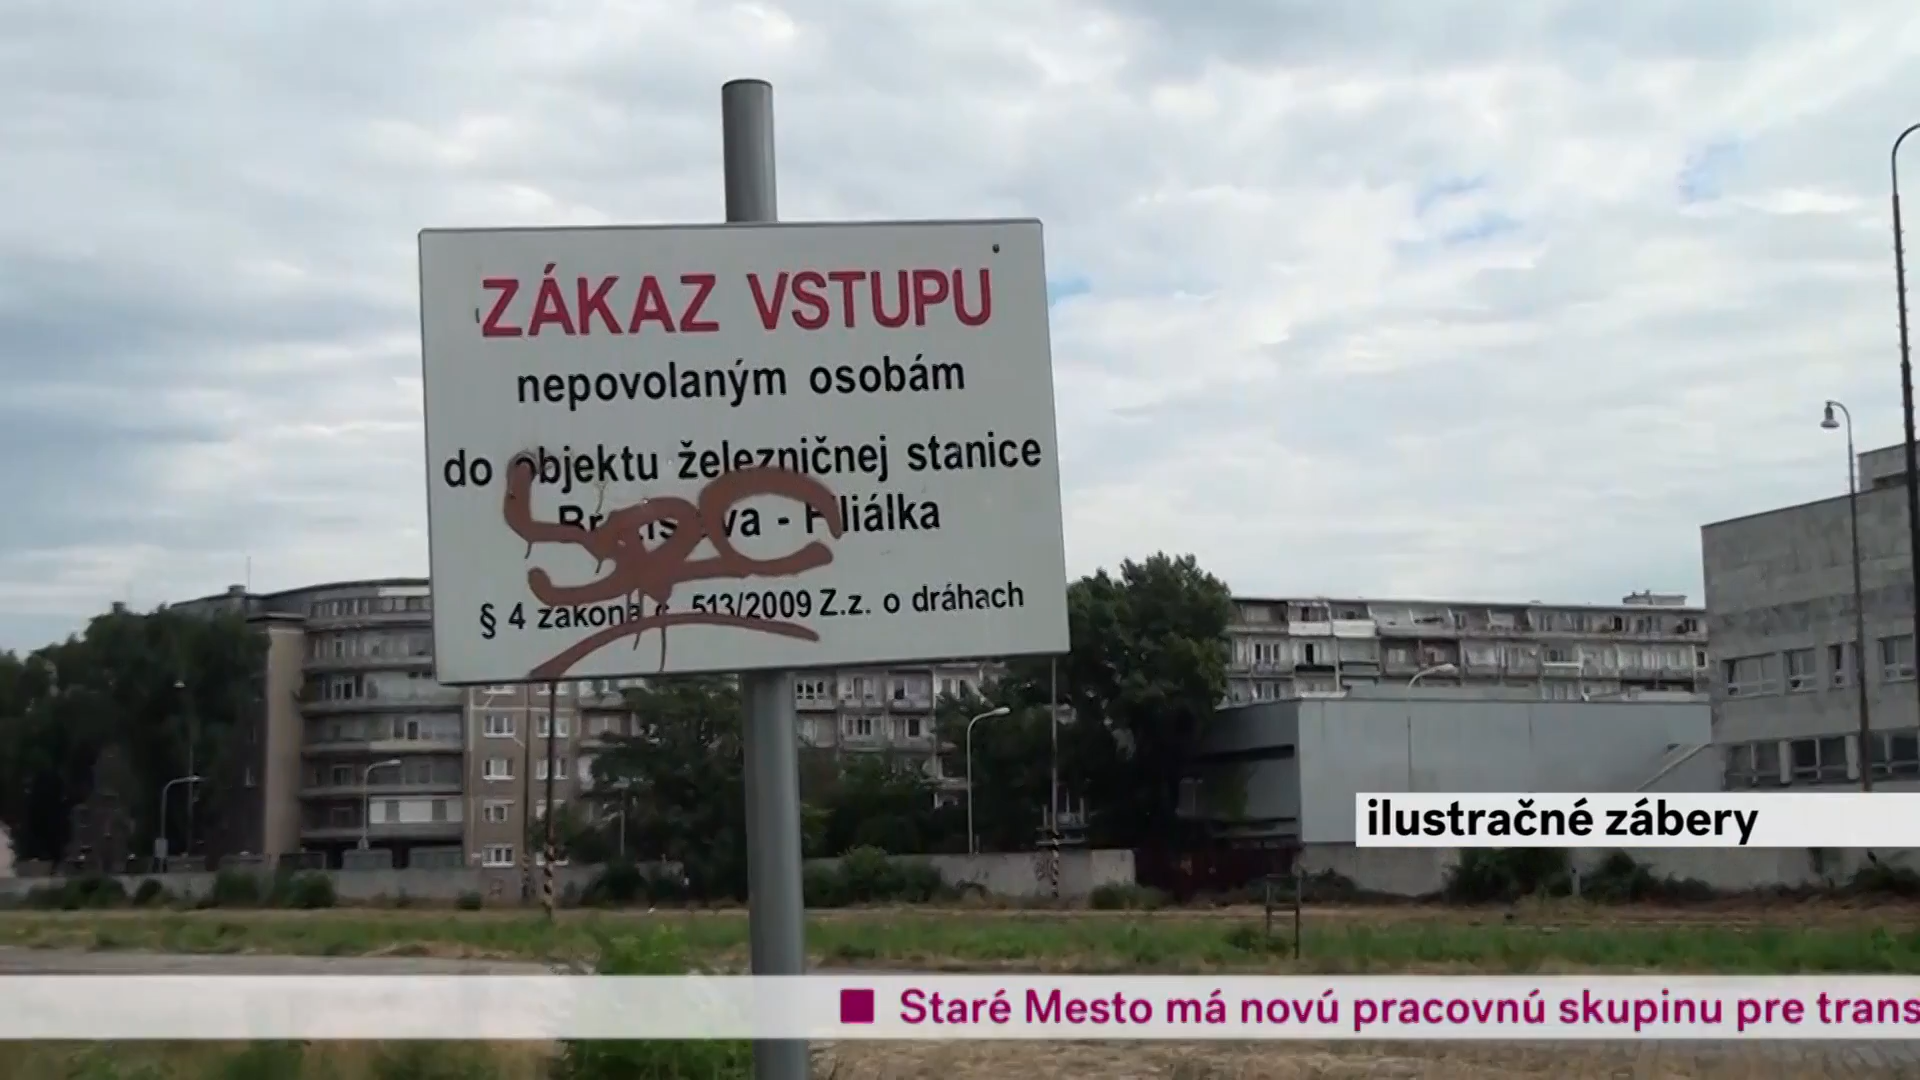 ZÁKAZ VSTUPU
nepovolaným osobám
do objektu železničnej stanice
Bratislava - Filiálka
§ 4 zákona č. 513/2009 Z.z. o dráhach
ilustračné zábery
Staré Mesto má novú pracovnú skupinu pre trans